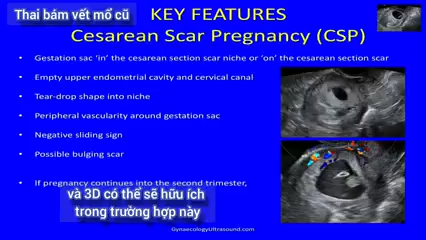 Thai bám vết mổ cũ
KEY FEATURES
Cesarean Scar Pregnancy (CSP)
• Gestation sac 'in' the cesarean section scar niche or 'on' the cesarean section scar
• Empty upper endometrial cavity and cervical canal
• Tear-drop shape into niche
• Peripheral vascularity around gestation sac
• Negative sliding sign
• Possible bulging scar
• If pregnancy continues into the second trimester,
và 3D có thể sẽ hữu ích
trong trường hợp này
GynaecologyUltrasound.com